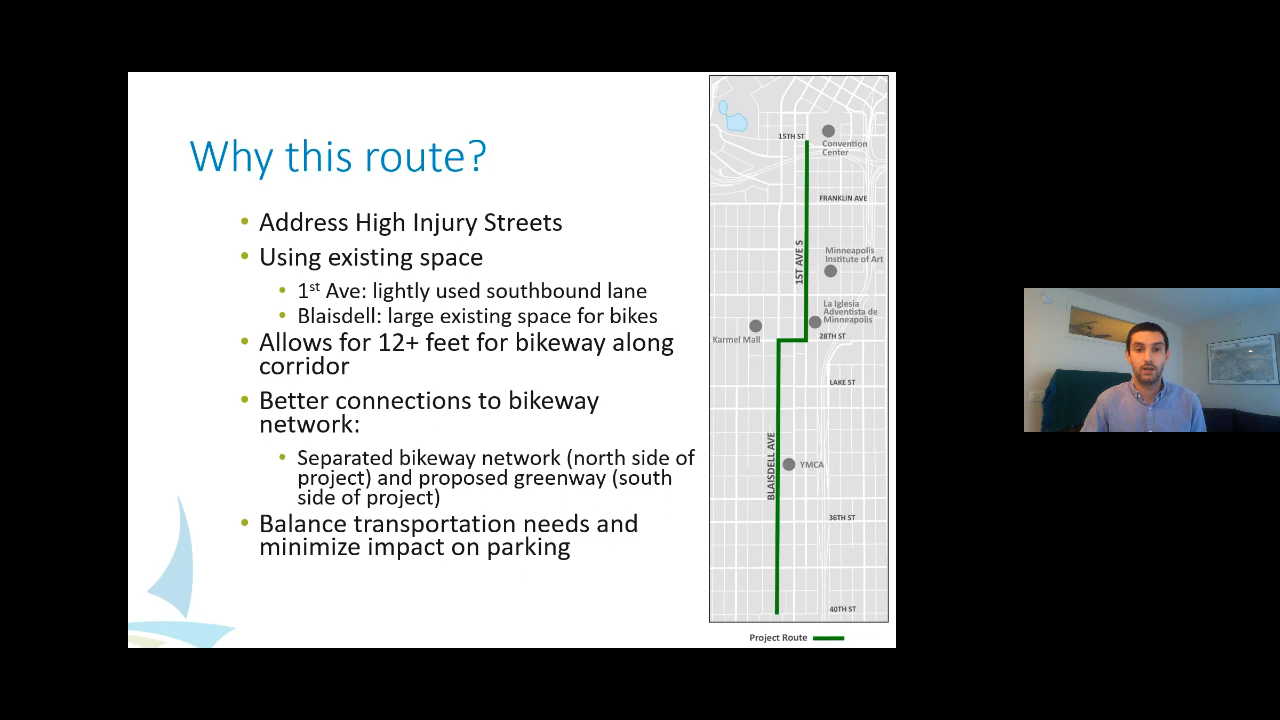 Why this route?
• Address High Injury Streets
• Using existing space
• 1st Ave: lightly used southbound lane
• Blaisdell: large existing space for bikes
• Allows for 12+ feet for bikeway along
corridor
• Better connections to bikeway
network:
• Separated bikeway network (north side of
project) and proposed greenway (south
side of project)
• Balance transportation needs and
minimize impact on parking
15TH ST
Convention
Center
FRANKLIN AVE
1ST AVE S
Minneapolis
Institute of Art
La Iglesia
Adventista de
Minneapolis
Karmel Mall
28TH ST
LAKE ST
BLAISDELL AVE
YMCA
36TH ST
40TH ST
Project Route